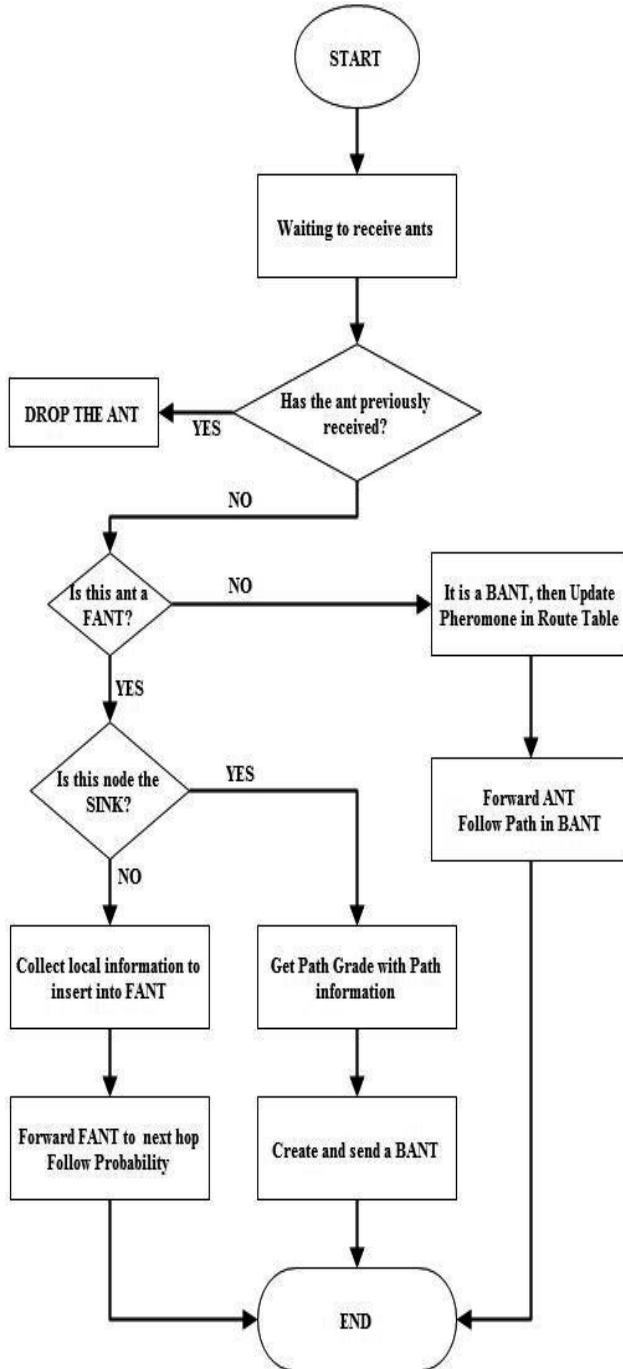 START
Waiting to receive ants
Has the ant previously
received?
YES
DROP THE ANT
NO
Is this ant a
FANT?
NO
It is a BANT, then Update
Pheromone in Route Table
YES
Is this node the
SINK?
YES
Forward ANT
Follow Path in BANT
NO
Collect local information to
insert into FANT
Get Path Grade with Path
information
Forward FANT to next hop
Follow Probability
Create and send a BANT
END